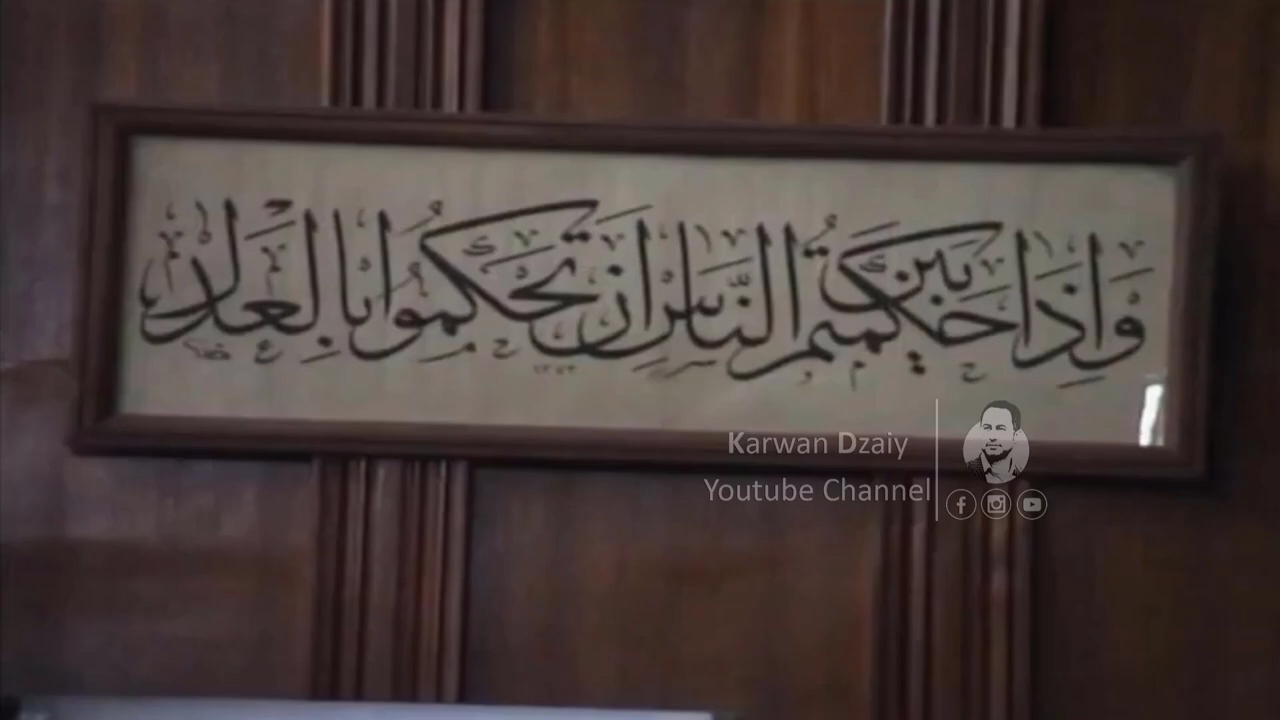 وَإِذَا حَكَمْتُمْ بَيْنَ النَّاسِ أَنْ تَحْكُمُوا بِالْعَدْلِ
Karwan Dzaiy
Youtube Channel